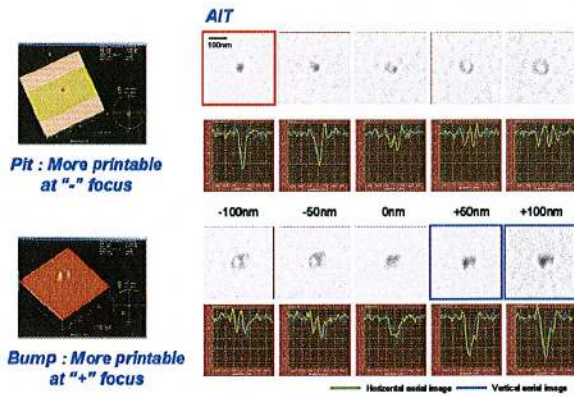 AIT
100nm
Pit : More printable
at "-" focus
-100nm
-50nm
0nm
+50nm
+100nm
Bump : More printable
at "+" focus
Horizontal aerial image
Vertical aerial image